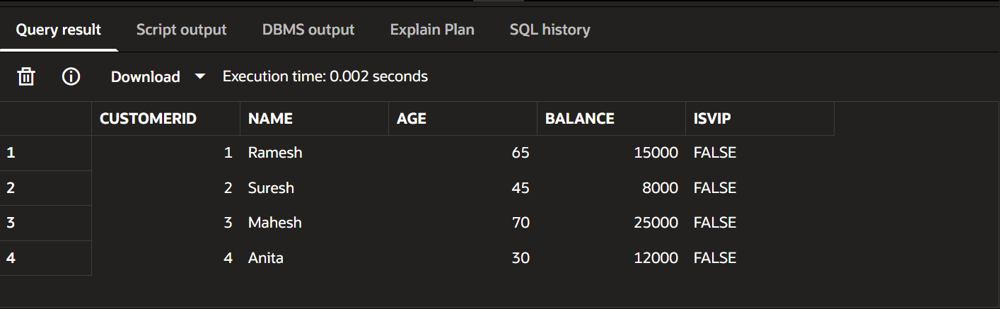 Query result Script output DBMS output Explain Plan SQL history
Download Execution time: 0.002 seconds
CUSTOMERID NAME AGE BALANCE ISVIP
1 1 Ramesh 65 15000 FALSE
2 2 Suresh 45 8000 FALSE
3 3 Mahesh 70 25000 FALSE
4 4 Anita 30 12000 FALSE